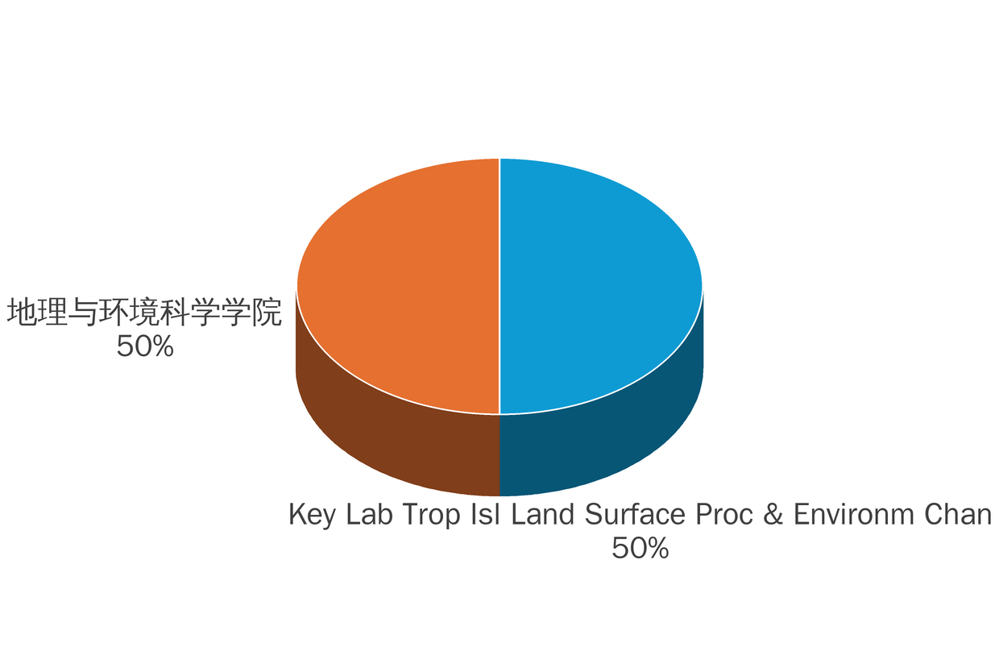 地理与环境科学学院
50%
Key Lab Trop Isl Land Surface Proc & Environm Chan
50%